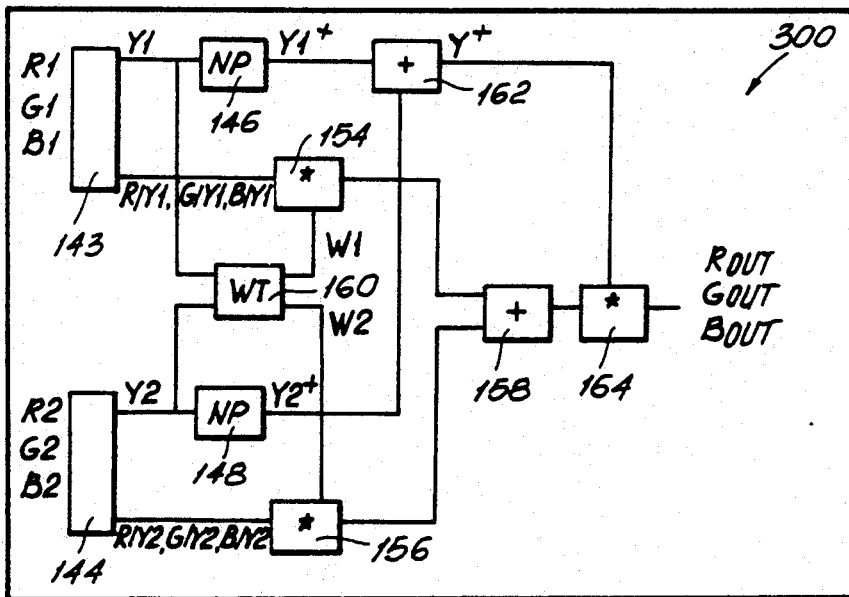 300
R1
G1
B1
Y1
NP
Y1+
+
Y+
146
162
154
*
143
R/Y1, G/Y1, B/Y1
W1
WT
160
W2
ROUT
GOUT
BOUT
+
*
158
164
R2
G2
B2
Y2
NP
Y2+
148
144
R/Y2, G/Y2, B/Y2
*
156